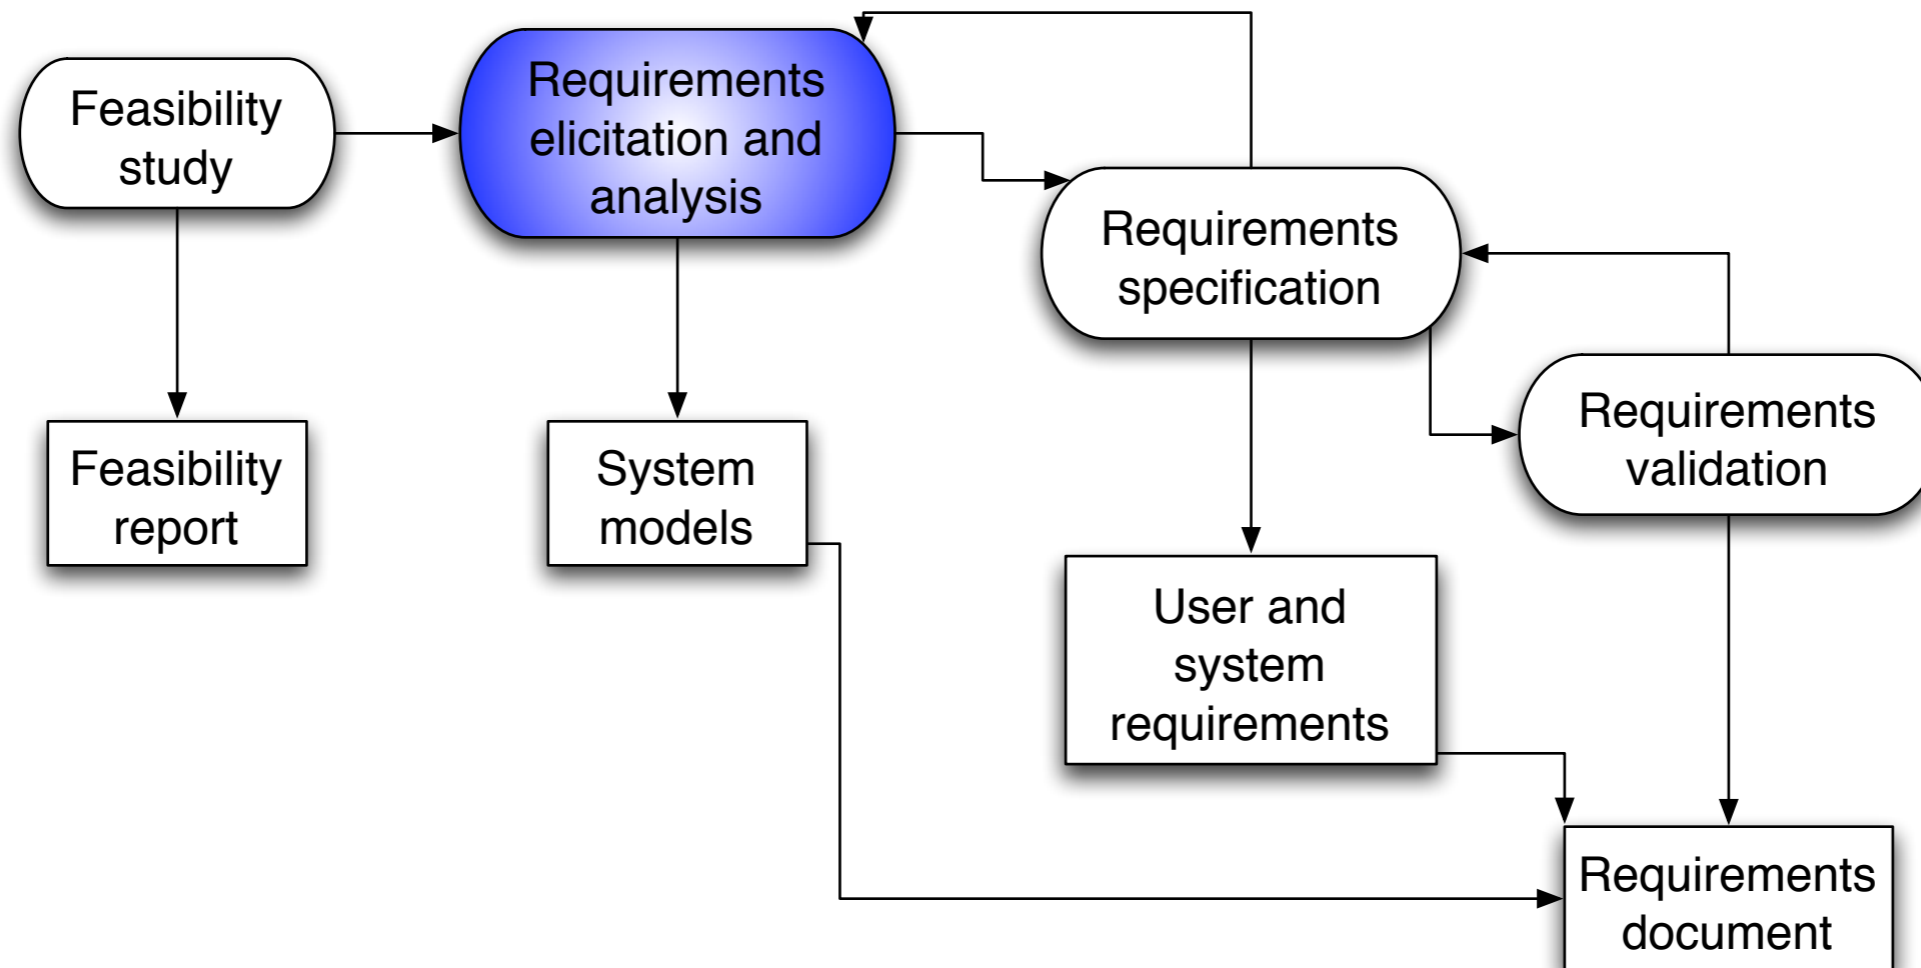 Feasibility
study
Requirements
elicitation and
analysis
Requirements
specification
Requirements
validation
Feasibility
report
System
models
User and
system
requirements
Requirements
document